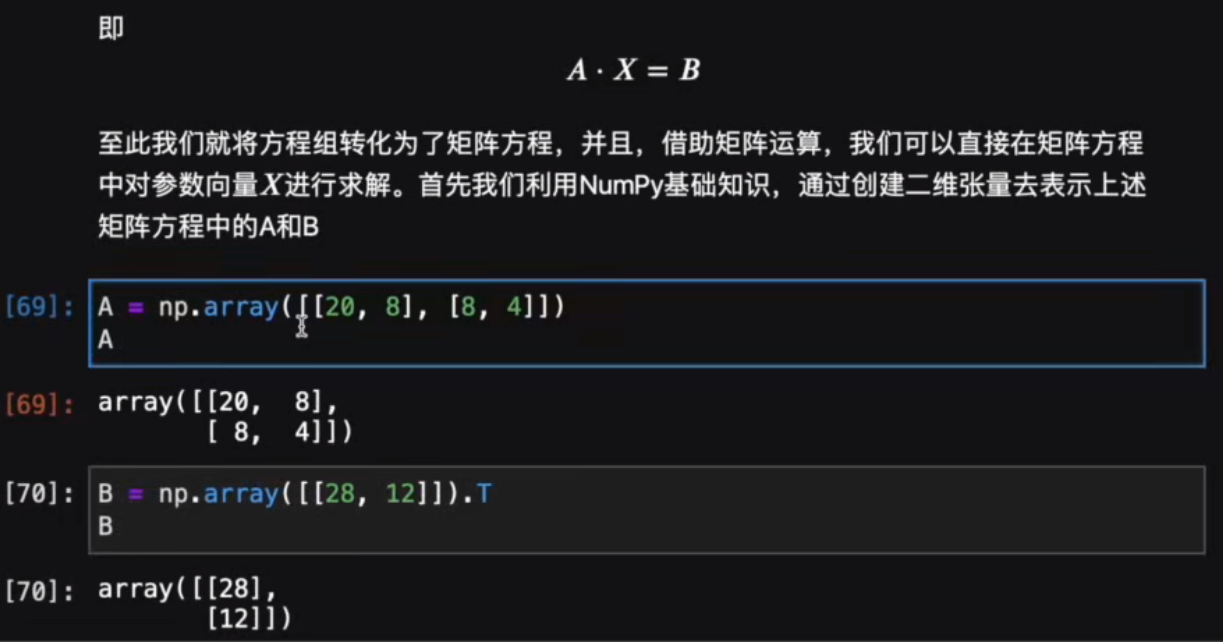 即
A · X = B
至此我们就将方程组转化为了矩阵方程，并且，借助矩阵运算，我们可以直接在矩阵方程
中对参数向量X进行求解。首先我们利用NumPy基础知识，通过创建二维张量去表示上述
矩阵方程中的A和B
[69]: A = np.array([[20, 8], [8, 4]])
A
[69]: array([[20,  8],
[ 8,  4]])
[70]: B = np.array([[28, 12]]).T
B
[70]: array([[28],
[12]])